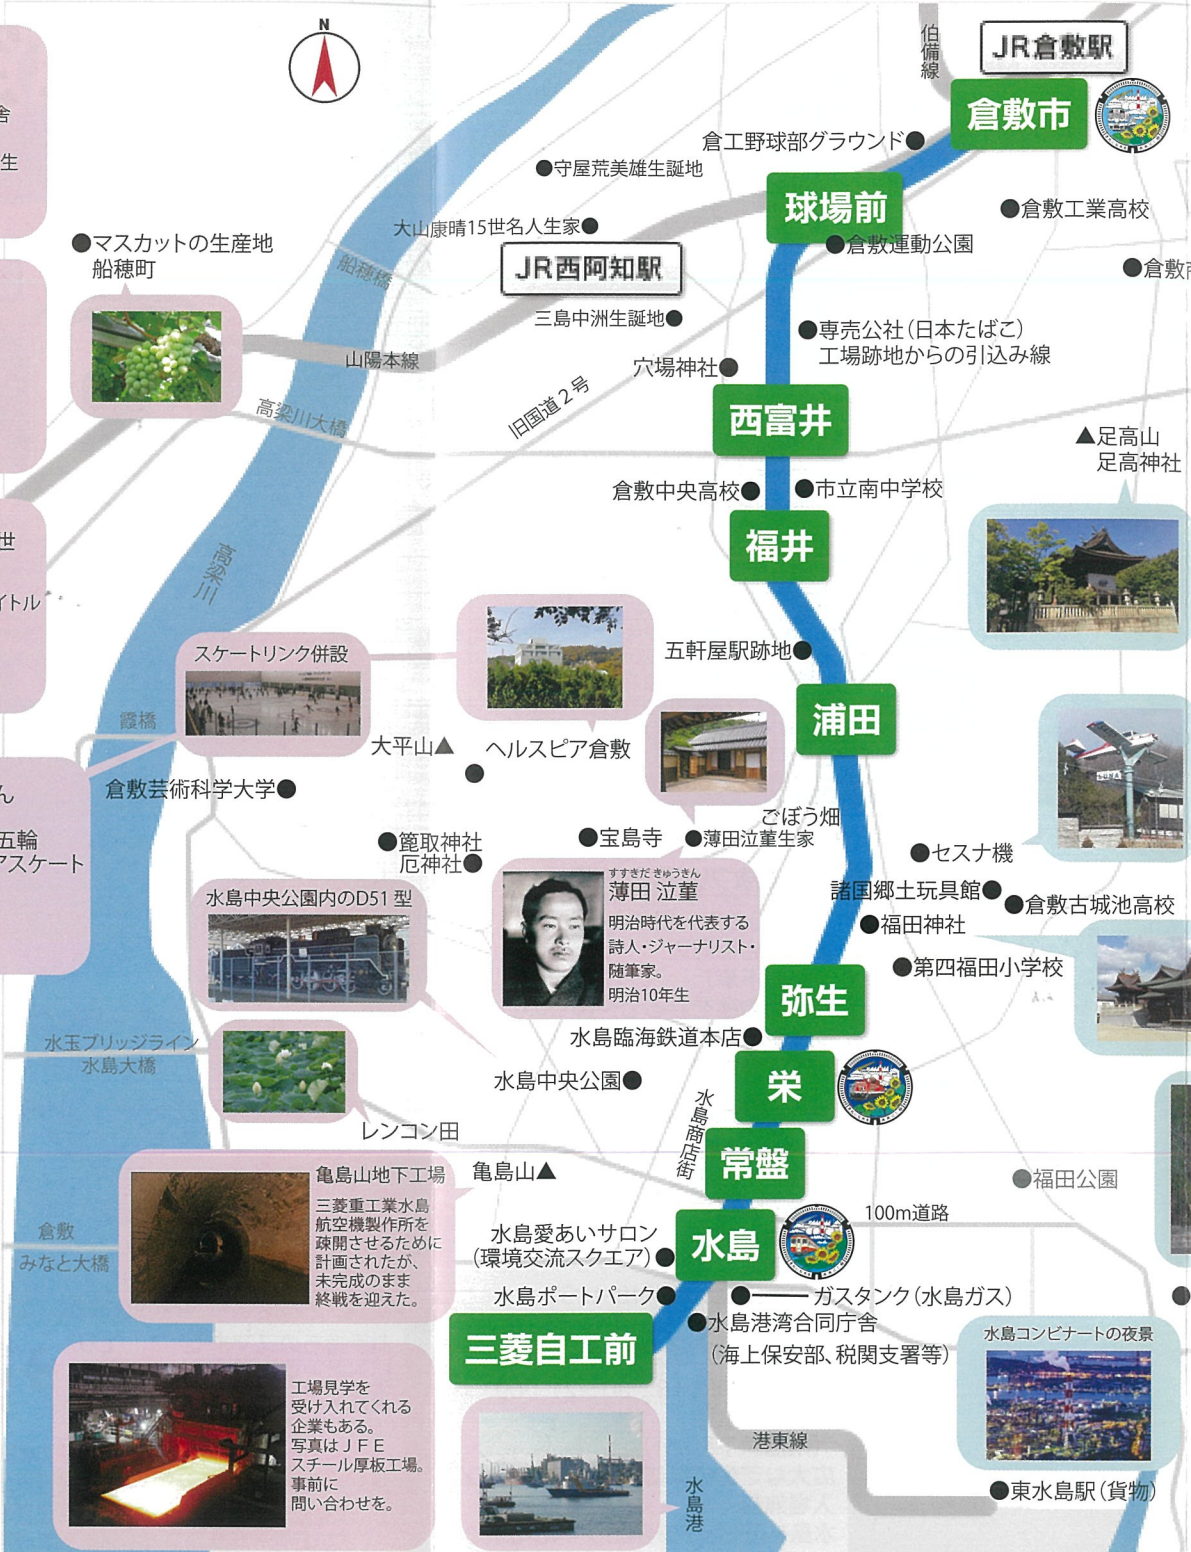 N
伯備線
JR倉敷駅
倉敷市
舎
生
倉工野球部グラウンド
守屋荒美雄生誕地
球場前
倉敷工業高校
大山康晴15世名人生家
倉敷運動公園
マスカットの生産地
船穂町
船穂橋
JR西阿知駅
倉敷
三島中洲生誕地
専売公社(日本たばこ)
工場跡地からの引込み線
山陽本線
穴場神社
旧国道2号
高梁川大橋
西富井
足高山
足高神社
倉敷中央高校
市立南中学校
福井
世
イトル
高梁川
スケートリンク併設
五軒屋駅跡地
浦田
霞橋
大平山
ヘルスピア倉敷
ん
倉敷芸術科学大学
五輪
アスケート
ごぼう畑
箆取神社
厄神社
宝島寺
薄田泣菫生家
セスナ機
すすきだ きゅうきん
薄田 泣菫
明治時代を代表する
詩人・ジャーナリスト・
随筆家。
明治10年生
諸国郷土玩具館
倉敷古城池高校
水島中央公園内のD51型
福田神社
第四福田小学校
弥生
水島臨海鉄道本店
水玉ブリッジライン
水島大橋
水島中央公園
栄
水島商店街
レンコン田
常盤
亀島山地下工場
三菱重工業水島
航空機製作所を
疎開させるために
計画されたが、
未完成のまま
終戦を迎えた。
亀島山
福田公園
100m道路
倉敷
みなと大橋
水島愛あいサロン
(環境交流スクエア)
水島
水島ポートパーク
ガスタンク(水島ガス)
水島港湾合同庁舎
(海上保安部、税関支署等)
三菱自工前
水島コンビナートの夜景
工場見学を
受け入れてくれる
企業もある。
写真はJFE
スチール厚板工場。
事前に
問い合わせを。
港東線
水島港
東水島駅(貨物)